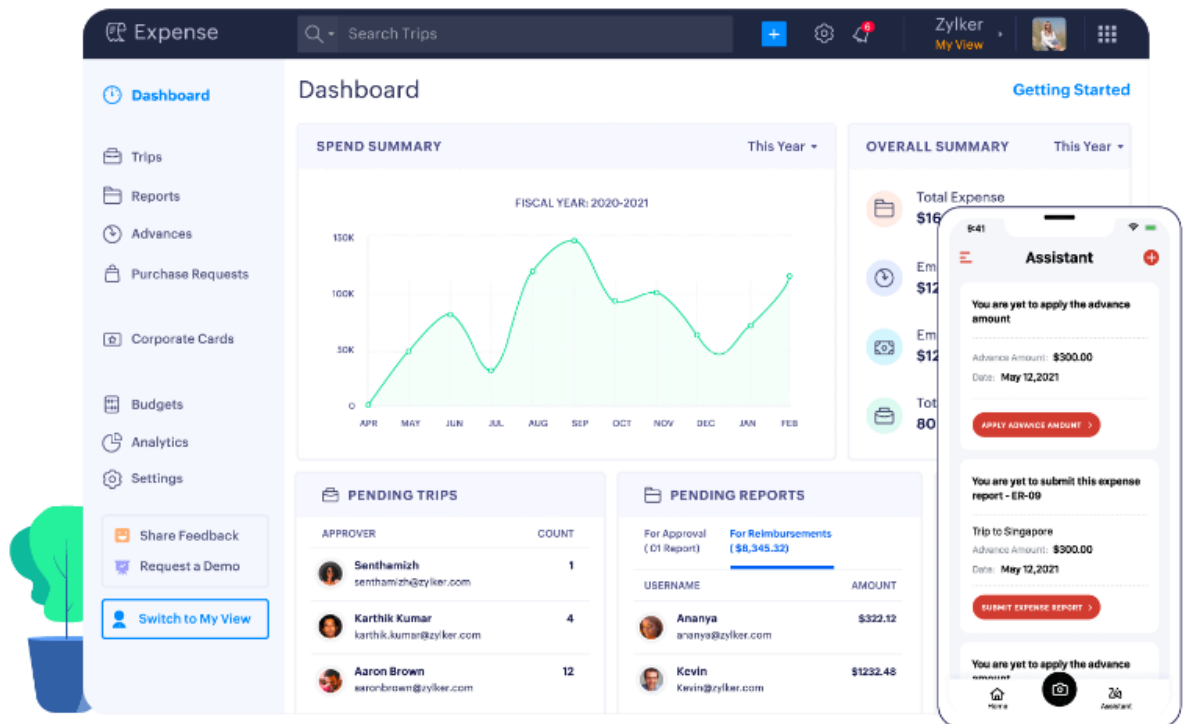 Expense
Search Trips
6
Zylker
My View
Dashboard
Trips
Reports
Advances
Purchase Requests
Corporate Cards
Budgets
Analytics
Settings
Share Feedback
Request a Demo
Switch to My View
Dashboard
Getting Started
SPEND SUMMARY
This Year
FISCAL YEAR: 2020-2021
150K
100K
50K
0
APR MAY JUN JUL AUG SEP OCT NOV DEC JAN FEB
OVERALL SUMMARY
This Year
Total Expense
$16
Em
$12
Em
$12
Tot
80
PENDING TRIPS
APPROVER COUNT
Senthamizh 1
senthamizh@zylker.com
Karthik Kumar 4
karthik.kumar@zylker.com
Aaron Brown 12
aaronbrown@zylker.com
PENDING REPORTS
For Approval
( 01 Report)
For Reimbursements
( $8,345.32)
USERNAME AMOUNT
Ananya $322.12
ananya@zylker.com
Kevin $1232.48
Kevin@zylker.com
9:41
Assistant
You are yet to apply the advance
amount
Advance Amount: $300.00
Date: May 12,2021
APPLY ADVANCE AMOUNT
You are yet to submit this expense
report - ER-09
Trip to Singapore
Advance Amount: $300.00
Date: May 12,2021
SUBMIT EXPENSE REPORT
You are yet to apply the advance
amount
Home
Assistant